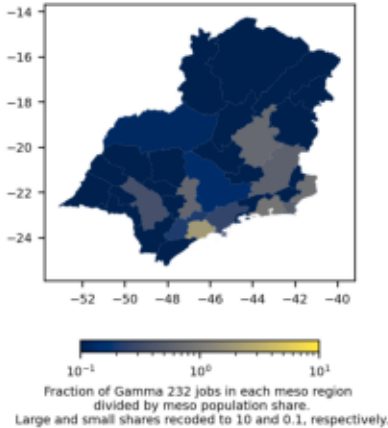 −14
−16
−18
−20
−22
−24
−52 −50 −48 −46 −44 −42 −40
10⁻¹ 10⁰ 10¹
Fraction of Gamma 232 jobs in each meso region
divided by meso population share.
Large and small shares recoded to 10 and 0.1, respectively.